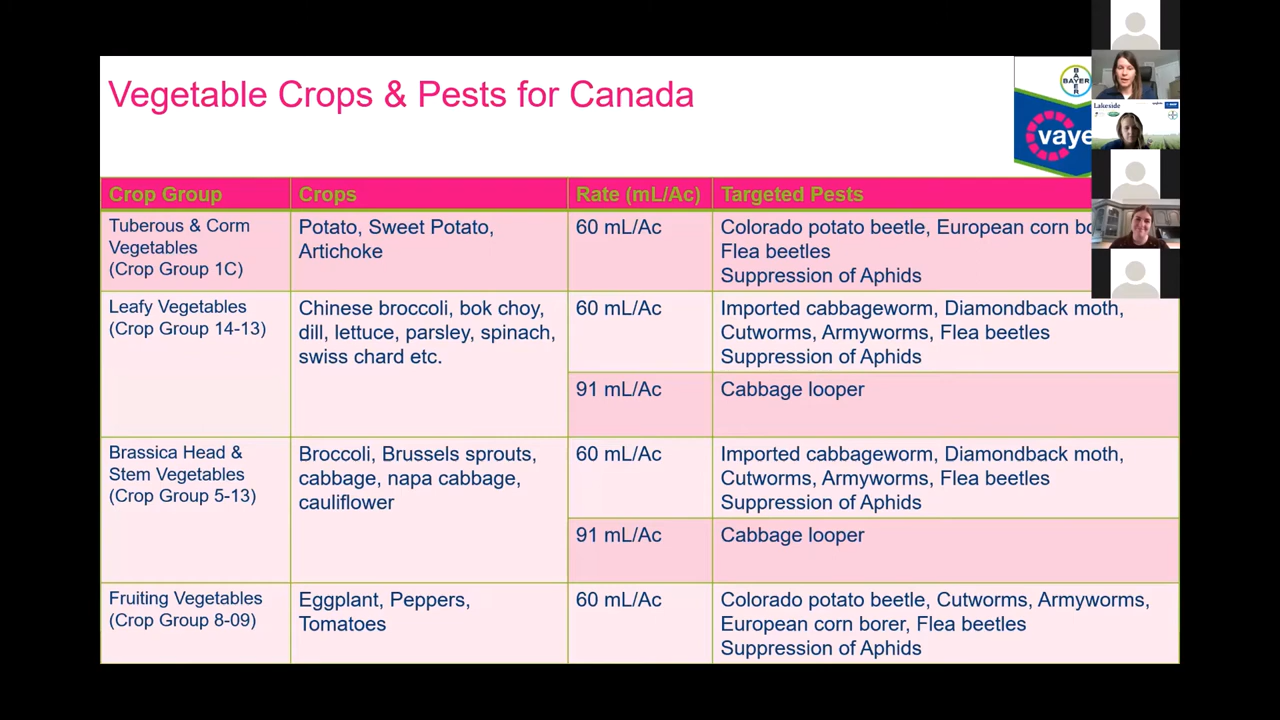 Vegetable Crops & Pests for Canada
BAYER
BAYER
vaye
Lakeside
Crop Group
Crops
Rate (mL/Ac)
Targeted Pests
Tuberous & Corm
Vegetables
(Crop Group 1C)
Potato, Sweet Potato,
Artichoke
60 mL/Ac
Colorado potato beetle, European corn bo
Flea beetles
Suppression of Aphids
Leafy Vegetables
(Crop Group 14-13)
Chinese broccoli, bok choy,
dill, lettuce, parsley, spinach,
swiss chard etc.
60 mL/Ac
Imported cabbageworm, Diamondback moth,
Cutworms, Armyworms, Flea beetles
Suppression of Aphids
91 mL/Ac
Cabbage looper
Brassica Head &
Stem Vegetables
(Crop Group 5-13)
Broccoli, Brussels sprouts,
cabbage, napa cabbage,
cauliflower
60 mL/Ac
Imported cabbageworm, Diamondback moth,
Cutworms, Armyworms, Flea beetles
Suppression of Aphids
91 mL/Ac
Cabbage looper
Fruiting Vegetables
(Crop Group 8-09)
Eggplant, Peppers,
Tomatoes
60 mL/Ac
Colorado potato beetle, Cutworms, Armyworms,
European corn borer, Flea beetles
Suppression of Aphids